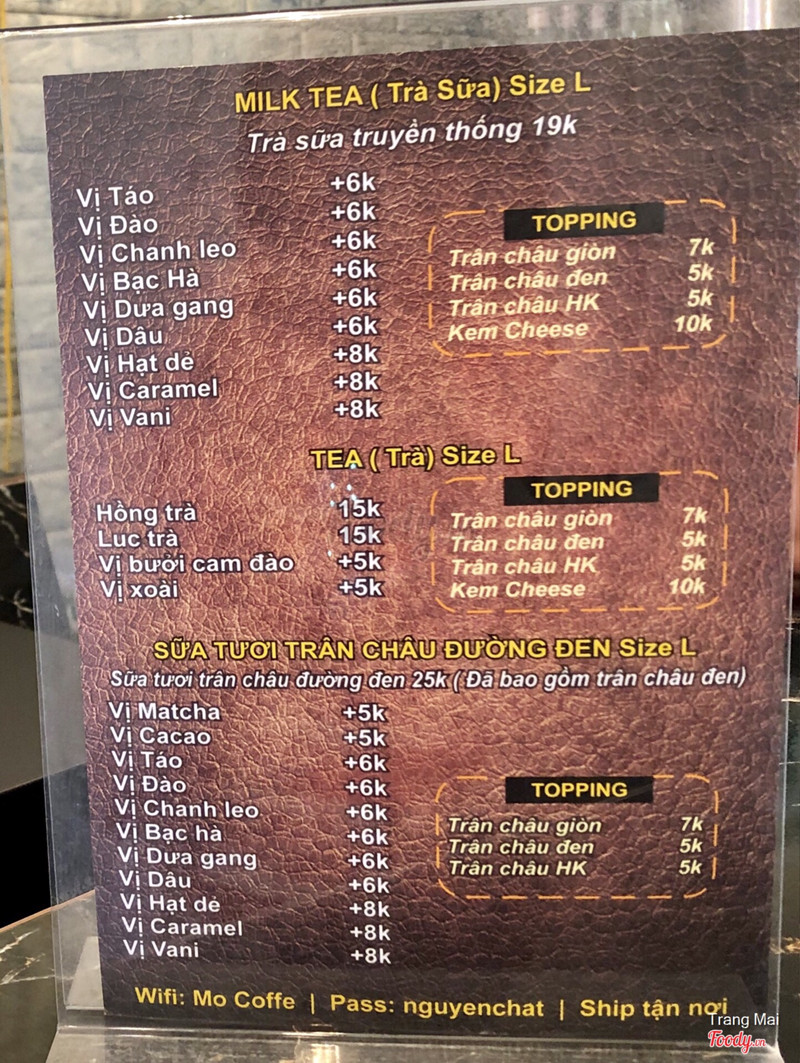 MILK TEA ( Trà Sữa) Size L
Trà sữa truyền thống 19k
Vị Táo +6k
Vị Đào +6k
Vị Chanh leo +6k
Vị Bạc Hà +6k
Vị Dưa gang +6k
Vị Dâu +6k
Vị Hạt dẻ +8k
Vị Caramel +8k
Vị Vani +8k
TOPPING
Trân châu giòn 7k
Trân châu đen 5k
Trân châu HK 5k
Kem Cheese 10k
TEA ( Trà) Size L
Hồng trà 15k
Luc trà 15k
Vị bưởi cam đào +5k
Vị xoài +5k
TOPPING
Trân châu giòn 7k
Trân châu đen 5k
Trân châu HK 5k
Kem Cheese 10k
SỮA TƯƠI TRÂN CHÂU ĐƯỜNG ĐEN Size L
Sữa tươi trân châu đường đen 25k ( Đã bao gồm trân châu đen)
Vị Matcha +5k
Vị Cacao +5k
Vị Táo +6k
Vị Đào +6k
Vị Chanh leo +6k
Vị Bạc hà +6k
Vị Dưa gang +6k
Vị Dâu +6k
Vị Hạt dẻ +8k
Vị Caramel +8k
Vị Vani +8k
TOPPING
Trân châu giòn 7k
Trân châu đen 5k
Trân châu HK 5k
Wifi: Mo Coffe | Pass: nguyenchat | Ship tận nơi
Trang Mai
Foody.vn